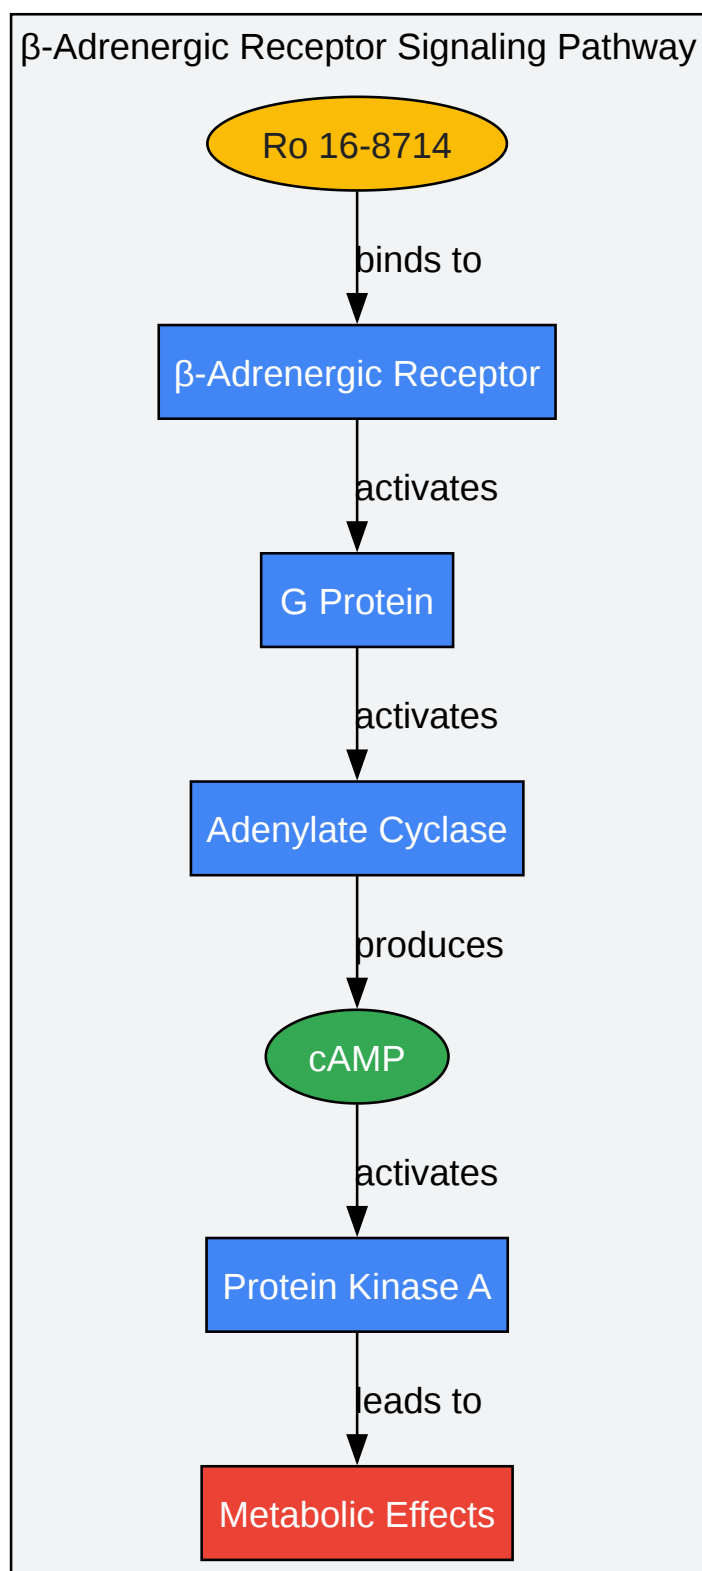 β-Adrenergic Receptor Signaling Pathway
Ro 16-8714
binds to
β-Adrenergic Receptor
activates
G Protein
activates
Adenylate Cyclase
produces
cAMP
activates
Protein Kinase A
leads to
Metabolic Effects